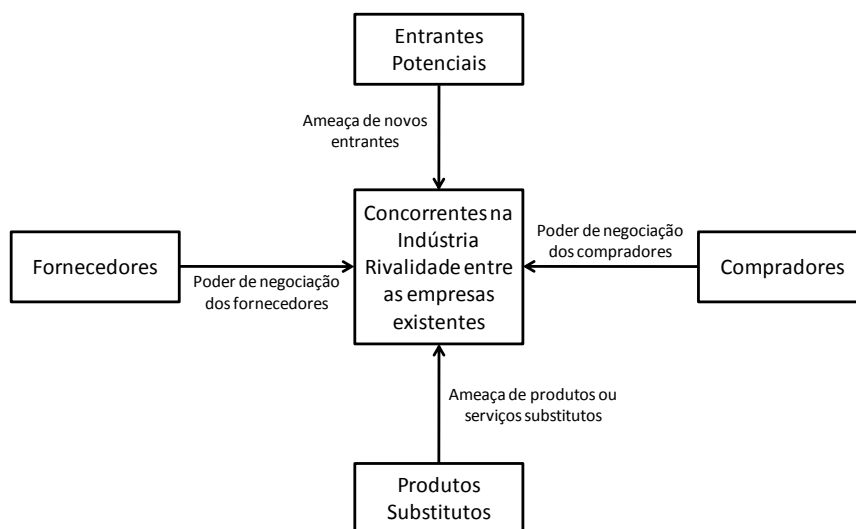 Entrantes
Potenciais
Ameaça de novos
entrantes
Concorrentes na
Indústria
Rivalidade entre
as empresas
existentes
Fornecedores
Poder de negociação
dos fornecedores
Poder de negociação
dos compradores
Compradores
Ameaça de produtos ou
serviços substitutos
Produtos
Substitutos